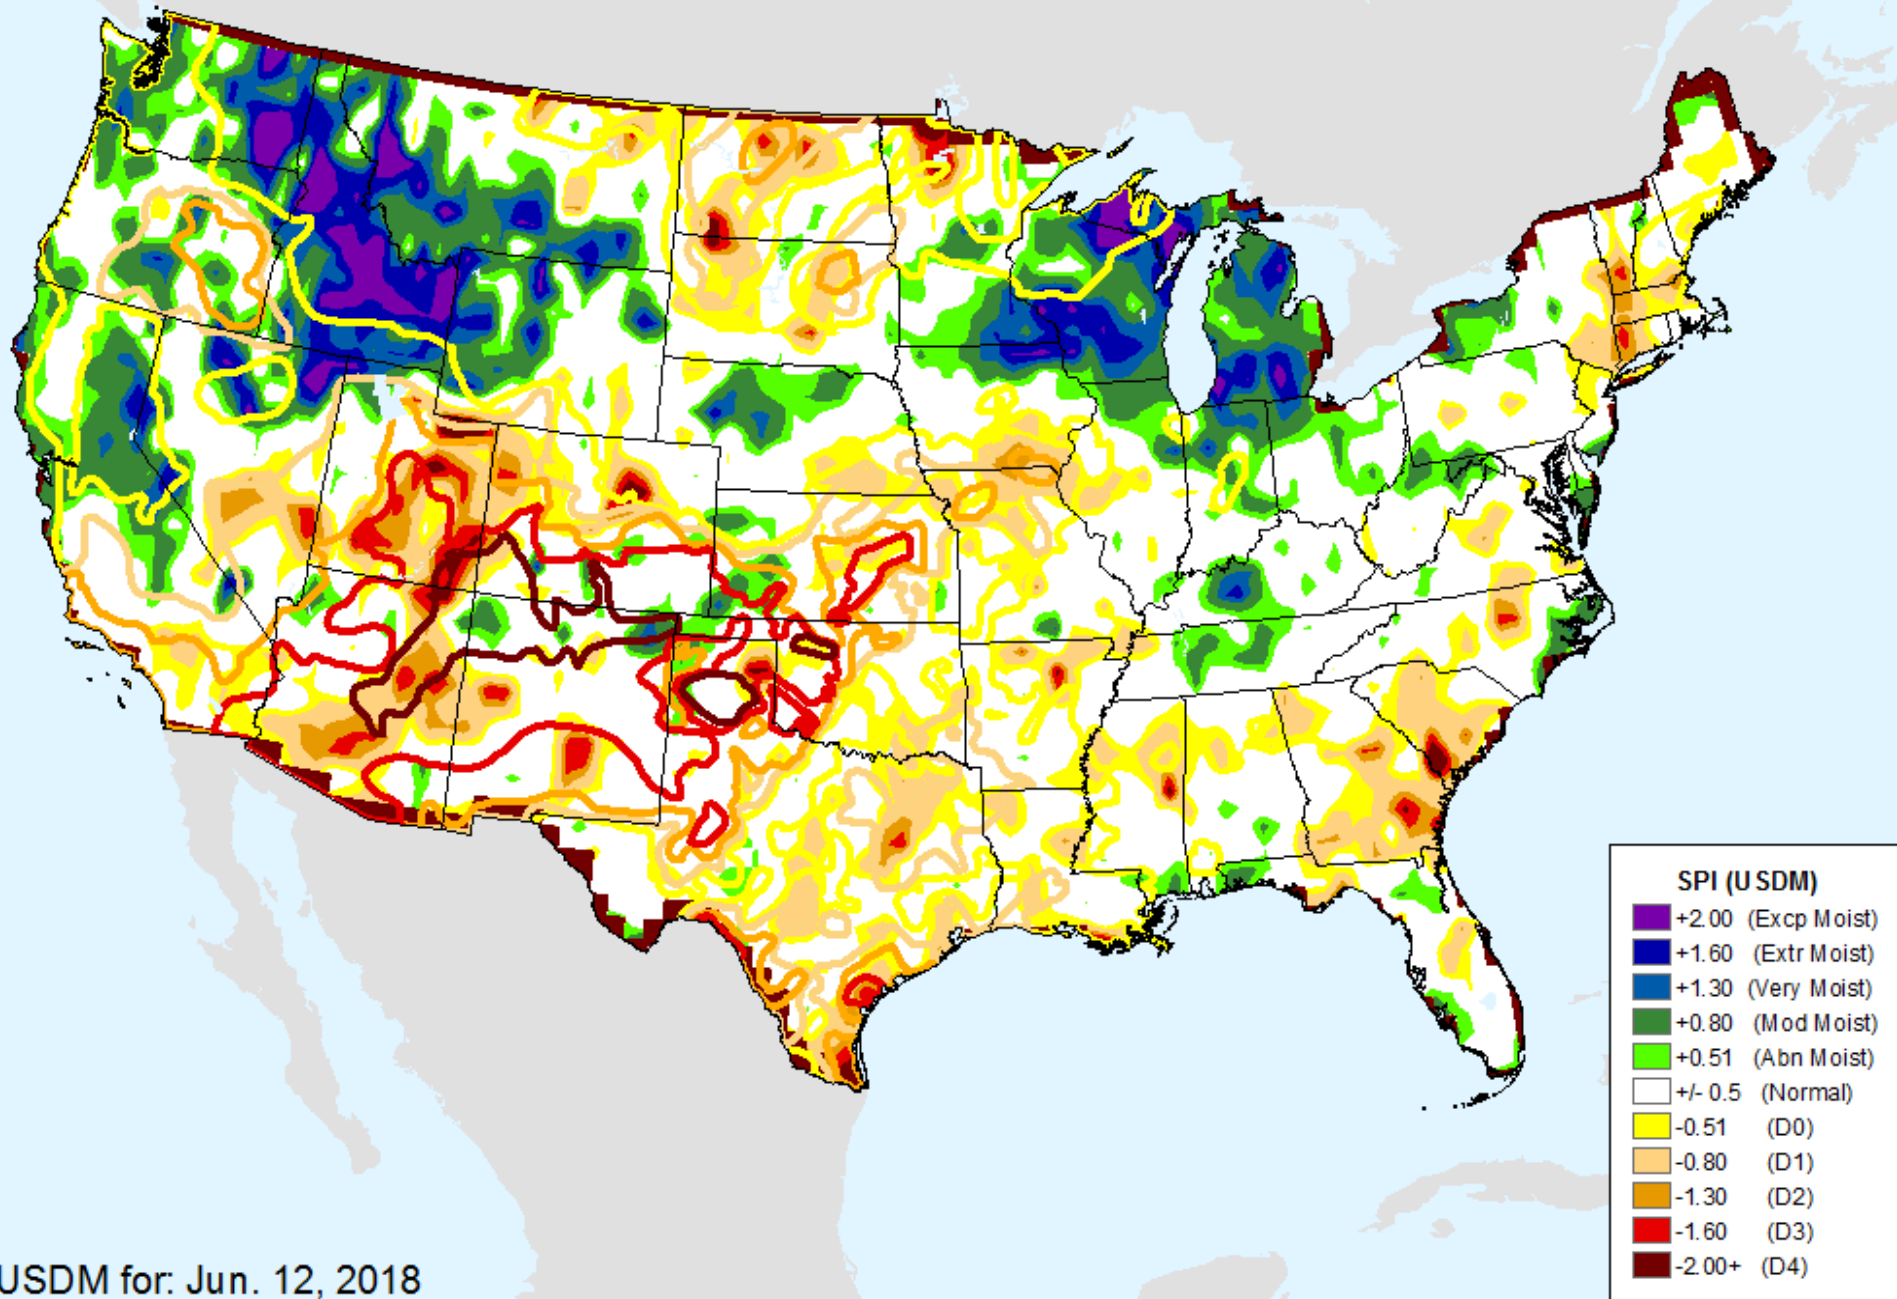 SPI (USDM)
+2.00 (Excp Moist)
+1.60 (Extr Moist)
+1.30 (Very Moist)
+0.80 (Mod Moist)
+0.51 (Abn Moist)
+/- 0.5 (Normal)
-0.51 (D0)
-0.80 (D1)
-1.30 (D2)
-1.60 (D3)
-2.00+ (D4)
USDM for: Jun. 12, 2018